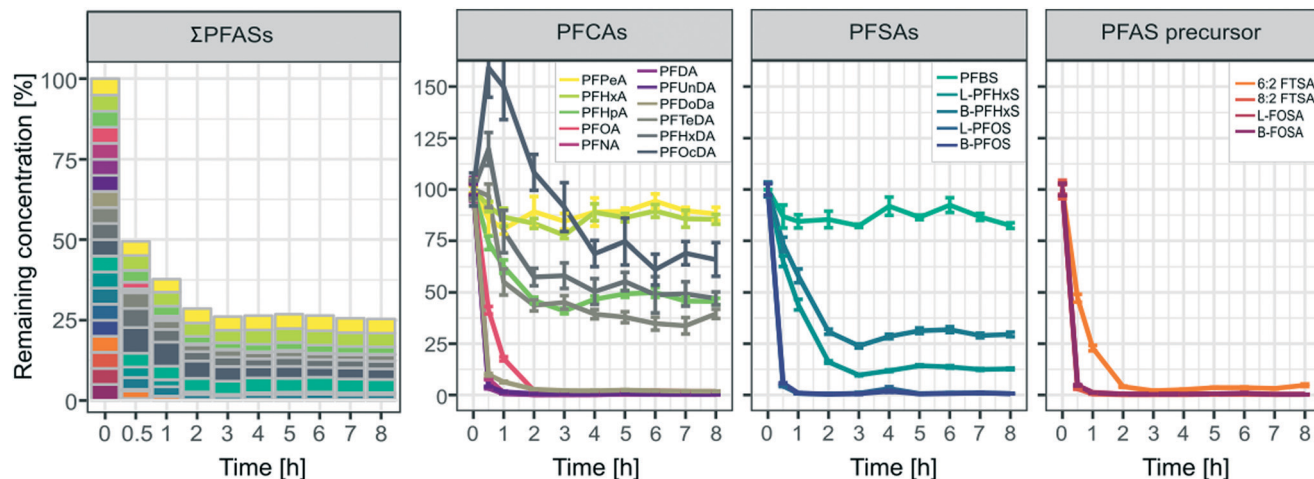 ΣPFASs
Remaining concentration [%]
100
75
50
25
0
0 0.5 1 2 3 4 5 6 7 8
Time [h]
PFCAs
PFPeA
PFHxA
PFHpA
PFOA
PFNA
PFDA
PFUnDA
PFDoDa
PFTeDA
PFHxDA
PFOcDA
150
125
100
75
50
25
0
0 1 2 3 4 5 6 7 8
Time [h]
PFSAs
PFBS
L-PFHxS
B-PFHxS
L-PFOS
B-PFOS
0 1 2 3 4 5 6 7 8
Time [h]
PFAS precursor
6:2 FTSA
8:2 FTSA
L-FOSA
B-FOSA
0 1 2 3 4 5 6 7 8
Time [h]